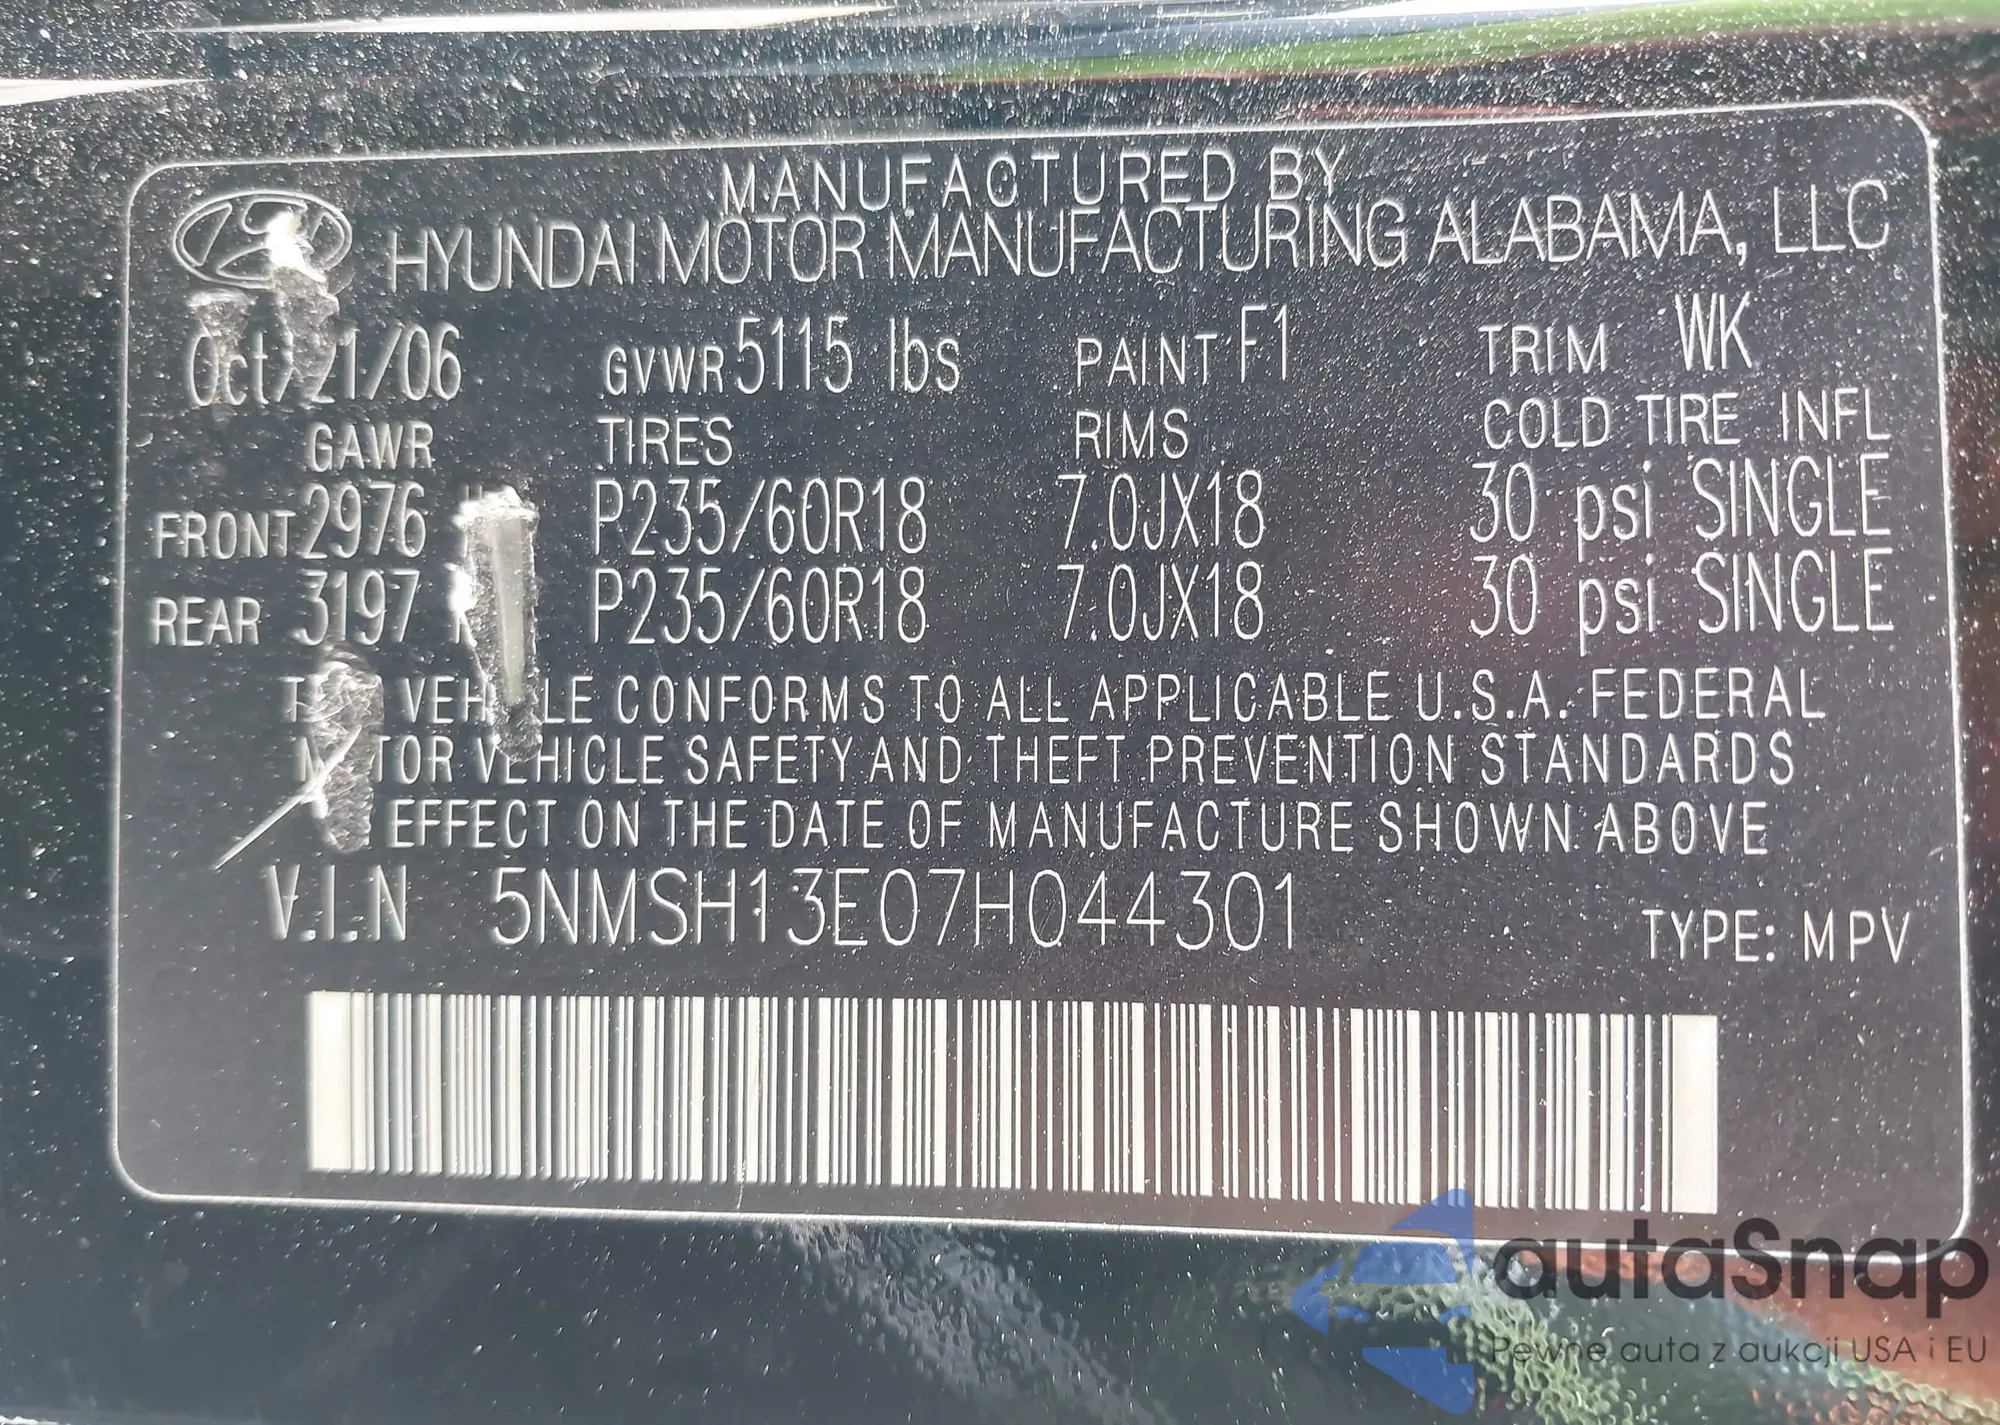 MANUFACTURED BY
HYUNDAI MOTOR MANUFACTURING ALABAMA, LLC
Oct/21/06 GVWR 5115 lbs PAINT F1 TRIM WK
GAWR TIRES RIMS COLD TIRE INFL
FRONT 2976 P235/60R18 7.0JX18 30 psi SINGLE
REAR 3197 P235/60R18 7.0JX18 30 psi SINGLE
VEHICLE CONFORMS TO ALL APPLICABLE U.S.A. FEDERAL
MOTOR VEHICLE SAFETY AND THEFT PREVENTION STANDARDS
EFFECT ON THE DATE OF MANUFACTURE SHOWN ABOVE
V.I.N 5NMSH13E07H044301
TYPE: MPV
autaSnap
Pewne auta z aukcji USA i EU